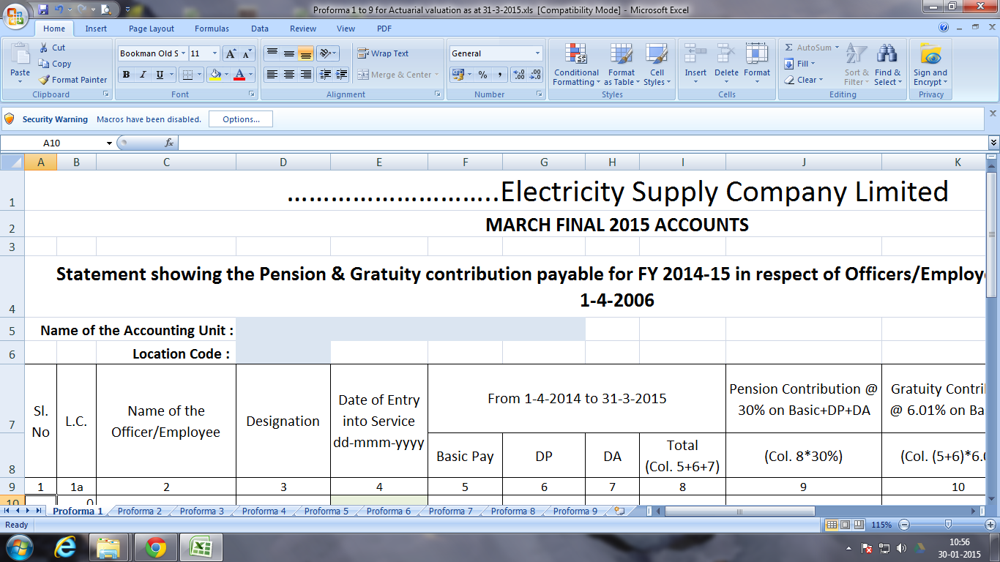 Proforma 1 to 9 for Actuarial valuation as at 31-3-2015.xls [Compatibility Mode] - Microsoft Excel
Home Insert Page Layout Formulas Data Review View PDF
Paste
Cut
Copy
Format Painter
Clipboard
Bookman Old S 11
B I U
Font
Wrap Text
Merge & Center
Alignment
General
Number
Conditional Formatting
Format as Table
Cell Styles
Styles
Insert Delete Format
Cells
AutoSum
Fill
Clear
Sort & Filter
Find & Select
Editing
Sign and Encrypt
Privacy
Security Warning Macros have been disabled. Options...
A10 fx
A B C D E F G H I J K
1 ...........................Electricity Supply Company Limited
2 MARCH FINAL 2015 ACCOUNTS
3
4 Statement showing the Pension & Gratuity contribution payable for FY 2014-15 in respect of Officers/Employ
1-4-2006
5 Name of the Accounting Unit :
6 Location Code :
7
Sl. No
L.C.
Name of the
Officer/Employee
Designation
Date of Entry
into Service
dd-mmm-yyyy
From 1-4-2014 to 31-3-2015
Pension Contribution @
30% on Basic+DP+DA
Gratuity Contri
@ 6.01% on Ba
8
Basic Pay DP DA
Total
(Col. 5+6+7)
(Col. 8*30%)
(Col. (5+6)*6.
9 1 1a 2 3 4 5 6 7 8 9 10
10 0
Proforma 1 Proforma 2 Proforma 3 Proforma 4 Proforma 5 Proforma 6 Proforma 7 Proforma 8 Proforma 9
Ready 115%
10:56
30-01-2015